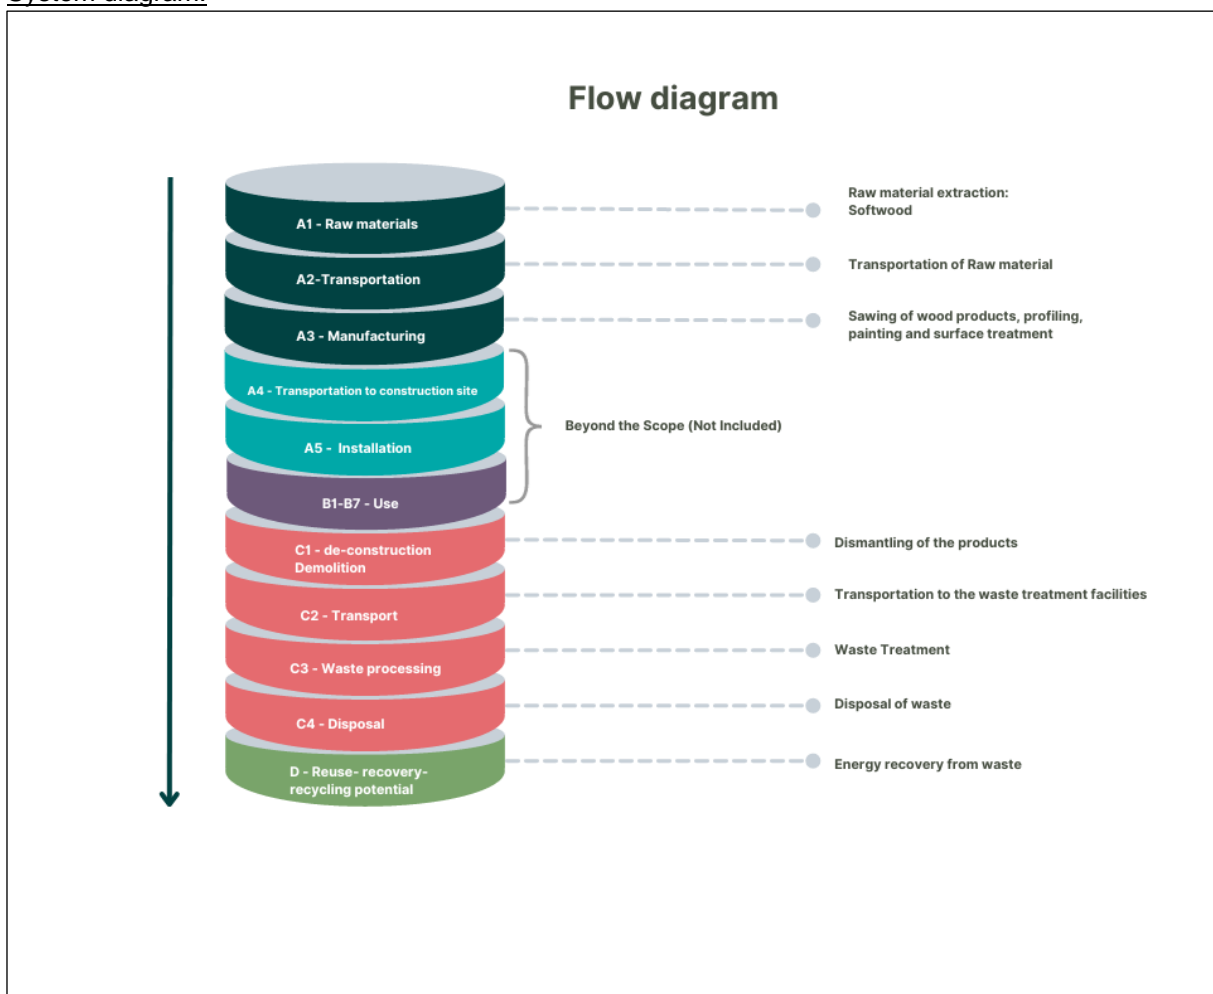 System diagram:
Flow diagram
A1 - Raw materials
Raw material extraction:
Softwood
A2-Transportation
Transportation of Raw material
A3 - Manufacturing
Sawing of wood products, profiling,
painting and surface treatment
A4 - Transportation to construction site
A5 - Installation
Beyond the Scope (Not Included)
B1-B7 - Use
C1 - de-construction
Demolition
Dismantling of the products
C2 - Transport
Transportation to the waste treatment facilities
C3 - Waste processing
Waste Treatment
C4 - Disposal
Disposal of waste
D - Reuse- recovery-
recycling potential
Energy recovery from waste